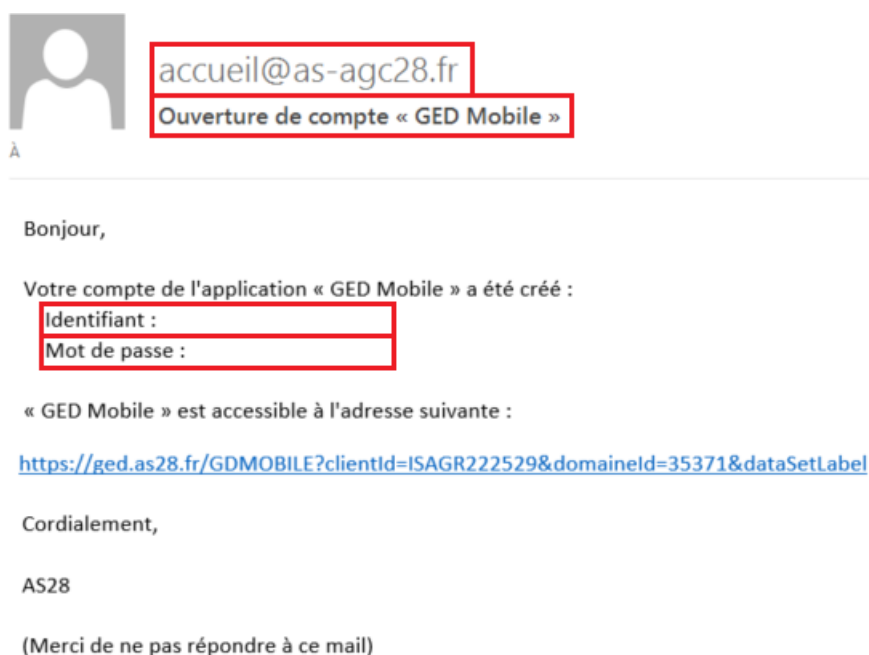 accueil@as-agc28.fr
Ouverture de compte « GED Mobile »
À
Bonjour,
Votre compte de l'application « GED Mobile » a été créé :
Identifiant :
Mot de passe :
« GED Mobile » est accessible à l'adresse suivante :
https://ged.as28.fr/GDMOBILE?clientId=ISAGR222529&domaineId=35371&dataSetLabel
Cordialement,
AS28
(Merci de ne pas répondre à ce mail)